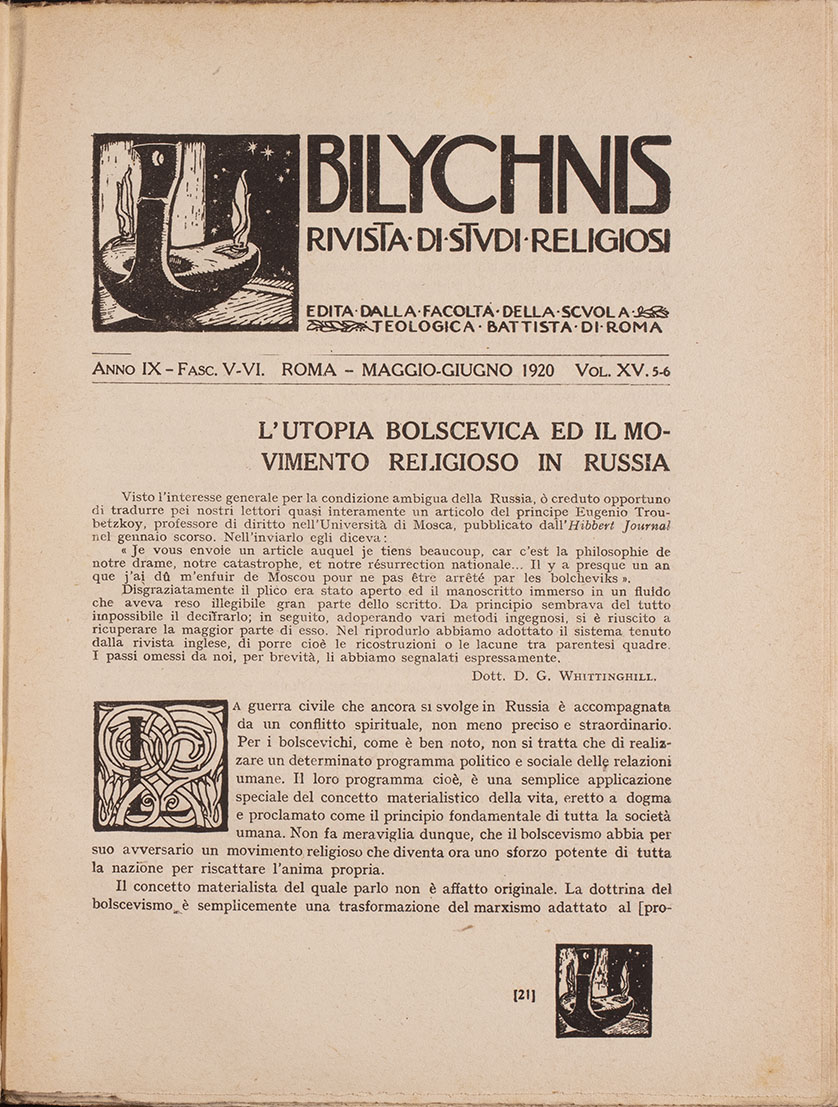 BILYCHNIS
RIVISTA·DI·STVDI·RELIGIOSI
EDITA·DALLA·FACOLTÀ·DELLA·SCVOLA·
TEOLOGICA·BATTISTA·DI·ROMA
ANNO IX – FASC. V-VI. ROMA – MAGGIO-GIUGNO 1920 VOL. XV. 5-6
L'UTOPIA BOLSCEVICA ED IL MO-
VIMENTO RELIGIOSO IN RUSSIA
Visto l'interesse generale per la condizione ambigua della Russia, ò creduto opportuno
di tradurre pei nostri lettori quasi interamente un articolo del principe Eugenio Trou-
betzkoy, professore di diritto nell'Università di Mosca, pubblicato dall'Hibbert Journal
nel gennaio scorso. Nell'inviarlo egli diceva:
« Je vous envoie un article auquel je tiens beaucoup, car c'est la philosophie de
notre drame, notre catastrophe, et notre résurrection nationale... Il y a presque un an
que j'ai dû m'enfuir de Moscou pour ne pas être arrêté par les bolcheviks ».
Disgraziatamente il plico era stato aperto ed il manoscritto immerso in un fluido
che aveva reso illegibile gran parte dello scritto. Da principio sembrava del tutto
impossibile il decifrarlo; in seguito, adoperando vari metodi ingegnosi, si è riuscito a
ricuperare la maggior parte di esso. Nel riprodurlo abbiamo adottato il sistema tenuto
dalla rivista inglese, di porre cioè le ricostruzioni o le lacune tra parentesi quadre.
I passi omessi da noi, per brevità, li abbiamo segnalati espressamente.
Dott. D. G. WHITTINGHILL.
LA guerra civile che ancora si svolge in Russia è accompagnata
da un conflitto spirituale, non meno preciso e straordinario.
Per i bolscevichi, come è ben noto, non si tratta che di realiz-
zare un determinato programma politico e sociale delle relazioni
umane. Il loro programma cioè, è una semplice applicazione
speciale del concetto materialistico della vita, eretto a dogma
e proclamato come il principio fondamentale di tutta la società
umana. Non fa meraviglia dunque, che il bolscevismo abbia per
suo avversario un movimento religioso che diventa ora uno sforzo potente di tutta
la nazione per riscattare l'anima propria.
Il concetto materialista del quale parlo non è affatto originale. La dottrina del
bolscevismo è semplicemente una trasformazione del marxismo adattato al [pro-
[21]